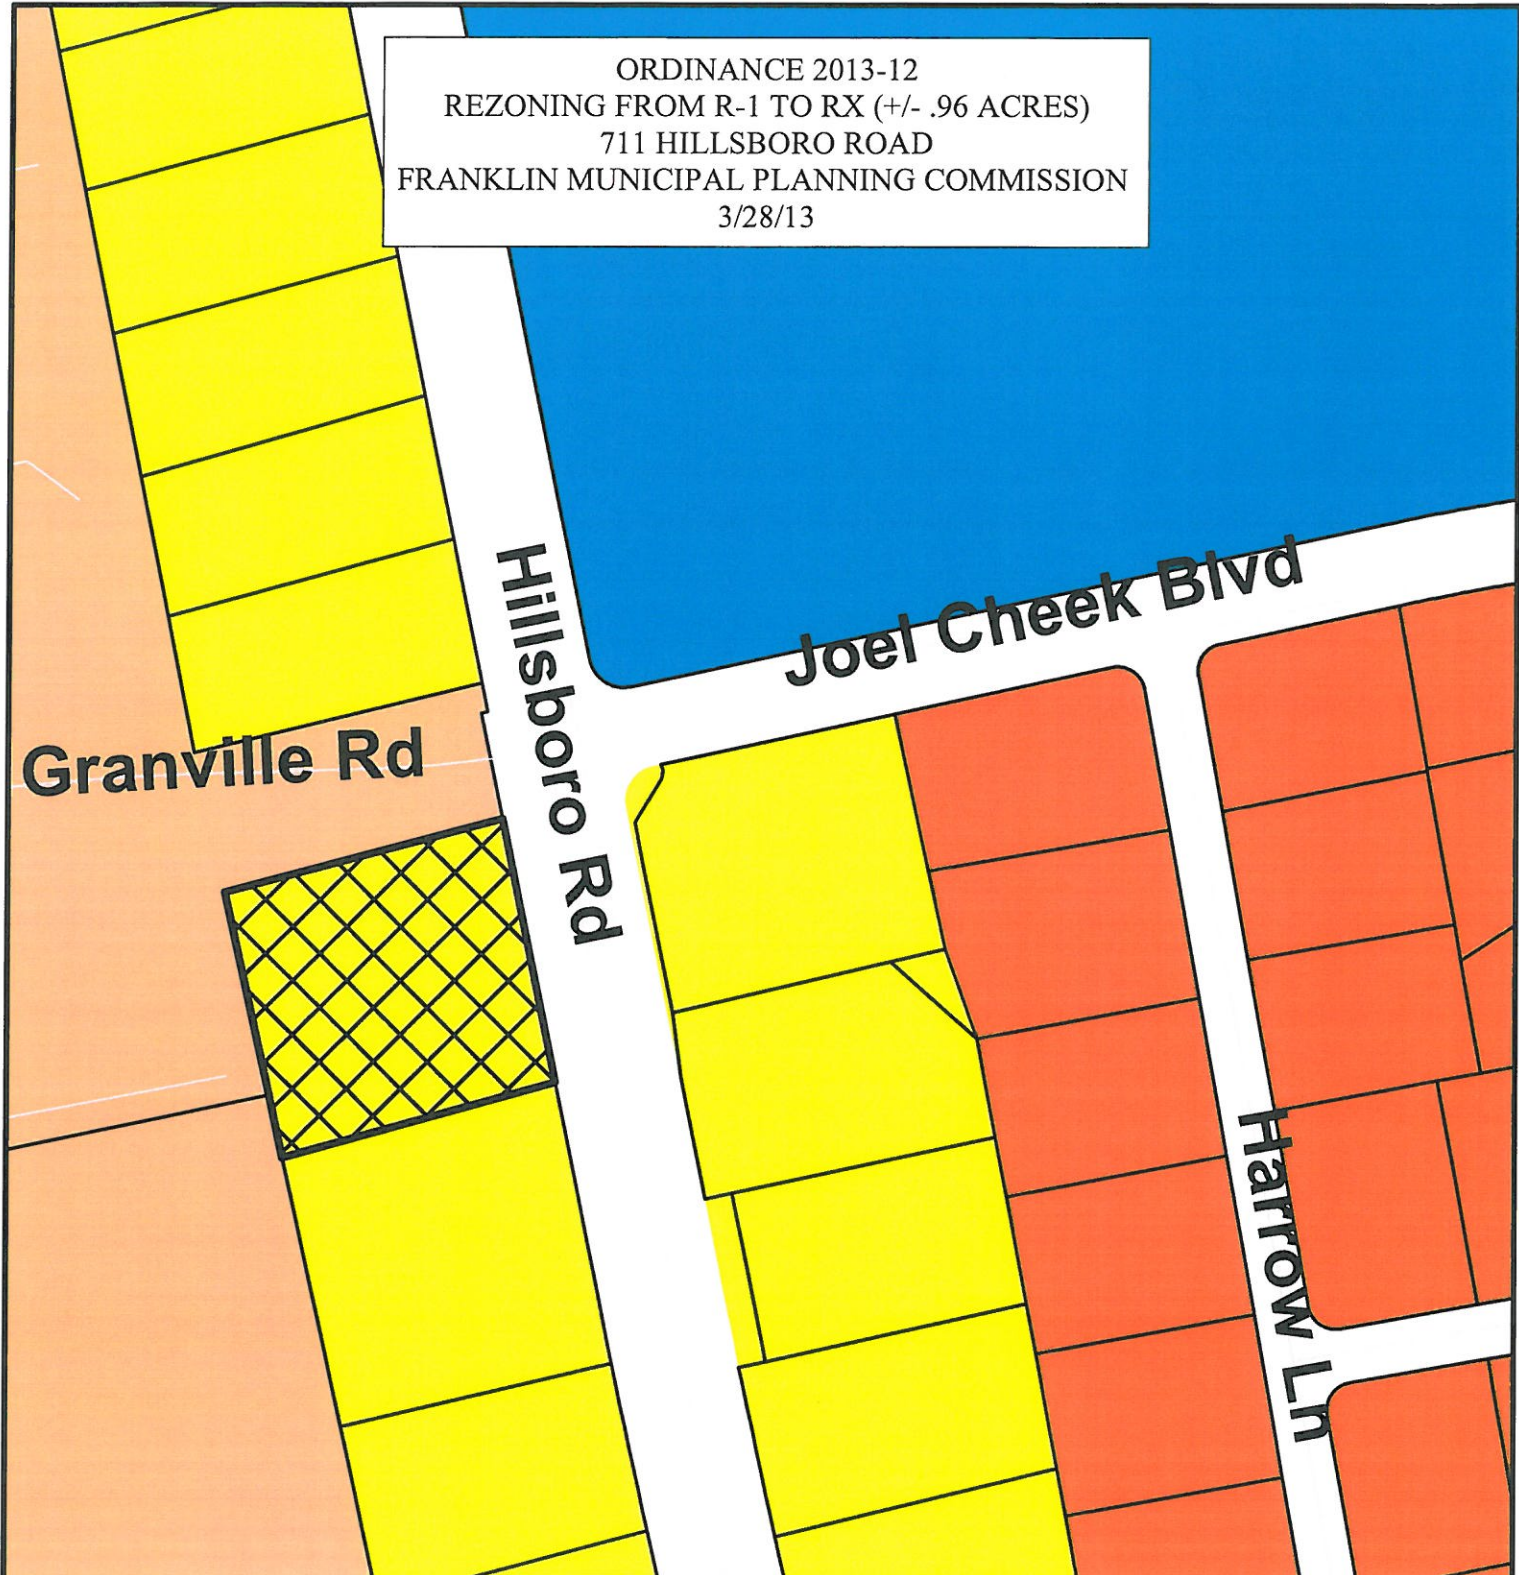 ORDINANCE 2013-12
REZONING FROM R-1 TO RX (+/- .96 ACRES)
711 HILLSBORO ROAD
FRANKLIN MUNICIPAL PLANNING COMMISSION
3/28/13
Hillsboro Rd
Joel Cheek Blvd
Granville Rd
Harrow Ln